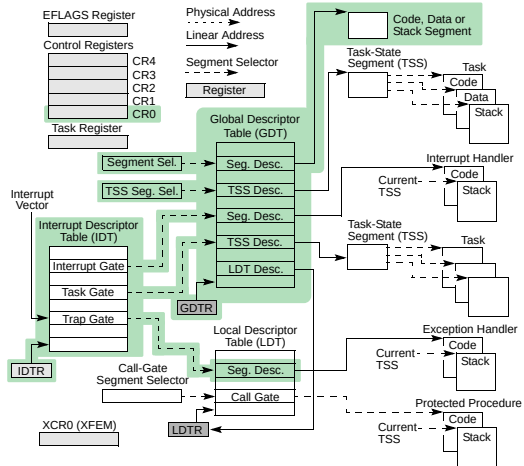 EFLAGS Register
Control Registers
CR4
CR3
CR2
CR1
CR0
Task Register
Physical Address
Linear Address
Segment Selector
Register
Code, Data or
Stack Segment
Task-State
Segment (TSS)
Task
Code
Data
Stack
Global Descriptor
Table (GDT)
Segment Sel.
Seg. Desc.
TSS Seg. Sel.
TSS Desc.
Seg. Desc.
TSS Desc.
LDT Desc.
GDTR
Interrupt Handler
Code
Current
TSS
Stack
Interrupt
Vector
Interrupt Descriptor
Table (IDT)
Interrupt Gate
Task Gate
Trap Gate
IDTR
Task-State
Segment (TSS)
Task
Local Descriptor
Table (LDT)
Seg. Desc.
Call Gate
Call-Gate
Segment Selector
LDTR
Exception Handler
Code
Current
TSS
Stack
Protected Procedure
Code
Current
TSS
Stack
XCR0 (XFEM)